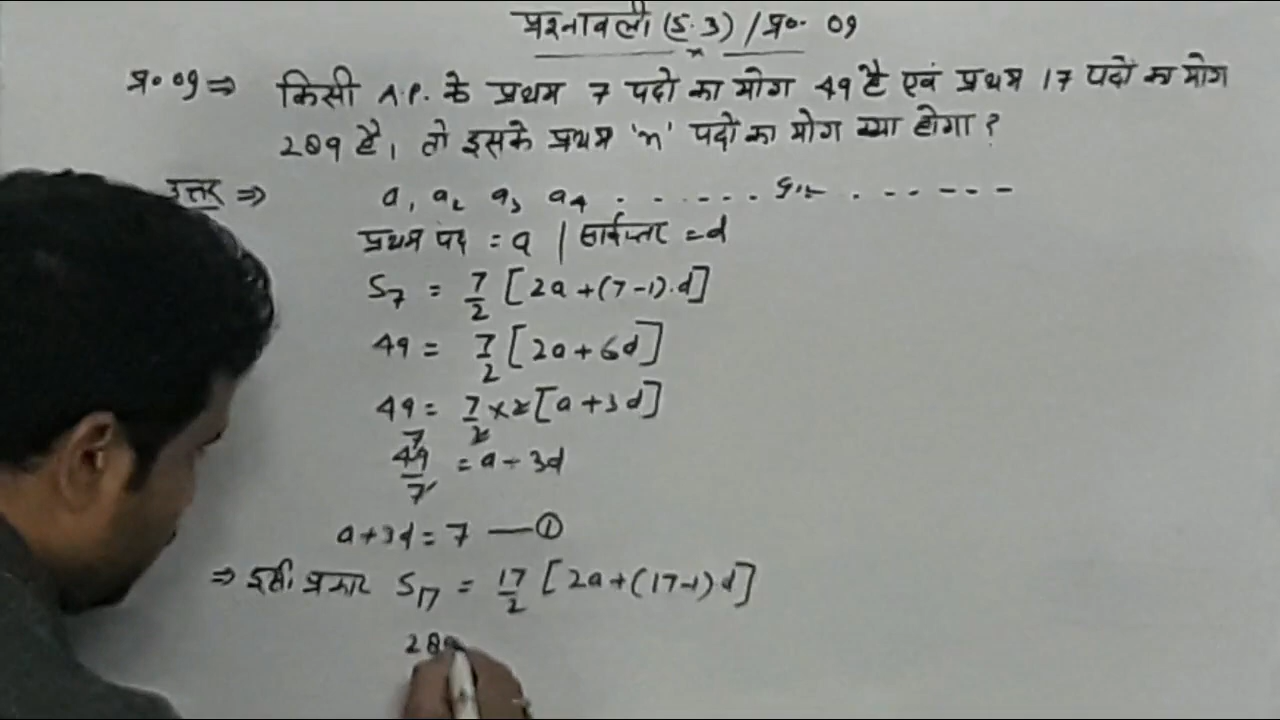 प्रश्नावली (5.3) / प्र० 09
प्र० 09 ⇒ किसी A.P. के प्रथम 7 पदो का योग 49 है एवं प्रथम 17 पदो का योग
289 है, तो इसके प्रथम 'n' पदो का योग क्या होगा ?
उत्तर ⇒ a, a2 a3 a4 . . . . . . . . - - - - -
प्रथम पद = a | सार्वान्तर = d
S7 = 7/2 [2a + (7-1).d]
49 = 7/2 [2a + 6d]
49 = 7/2 × 2 [a + 3d]
49/7 = a + 3d
7
a + 3d = 7 — ①
⇒ इसी प्रकार S17 = 17/2 [2a + (17-1) d]
289